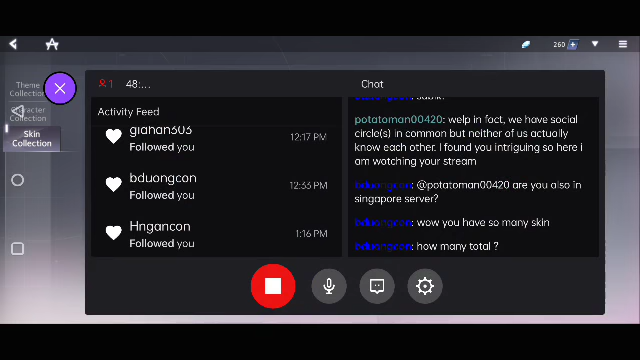 260
Theme
Collection
Character
Collection
Skin
Collection
1
48:...
Chat
Activity Feed
giahan303
Followed you
12:17 PM
bduongcon
Followed you
12:33 PM
Hngancon
Followed you
1:16 PM
potatoman00420: welp in fact, we have social
circle(s) in common but neither of us actually
know each other. I found you intriguing so here i
am watching your stream
bduongcon: @potatoman00420 are you also in
singapore server?
bduongcon: wow you have so many skin
bduongcon: how many total ?